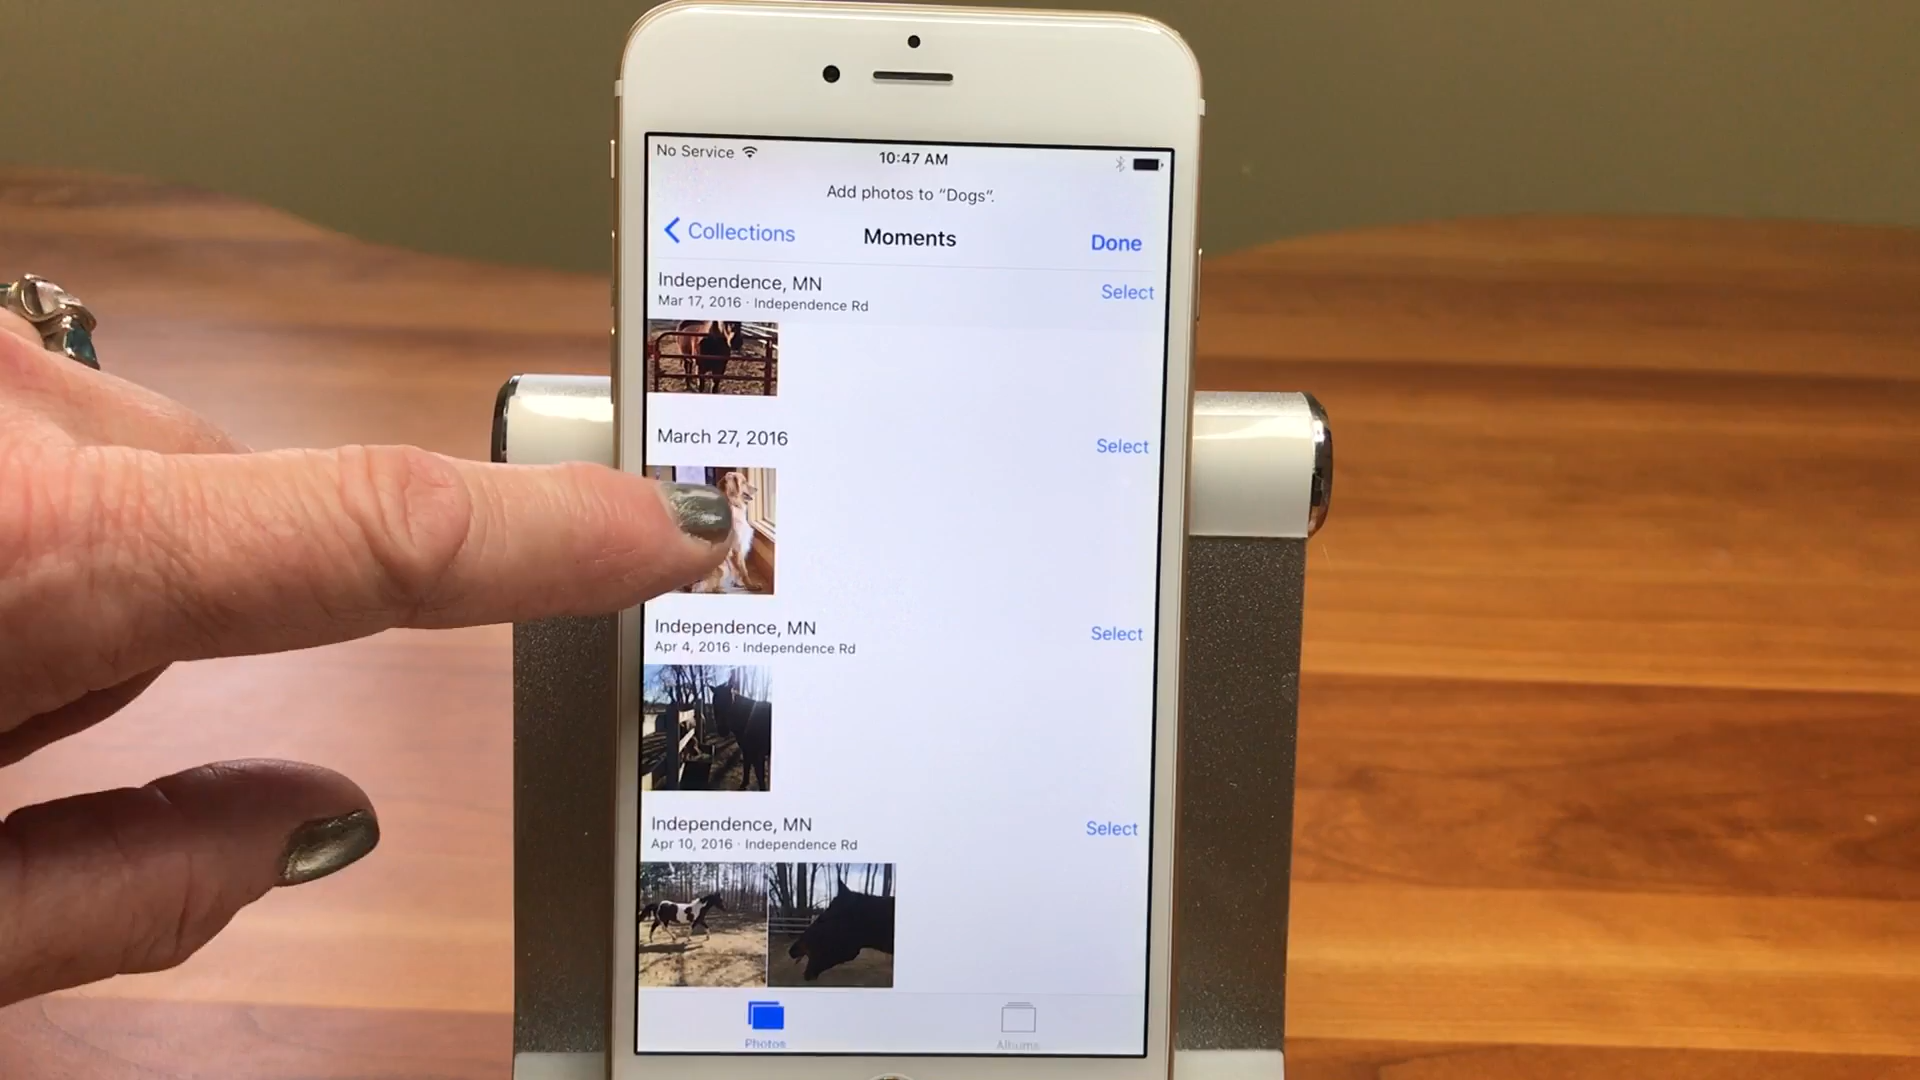 No Service
10:47 AM
Add photos to “Dogs”.
Collections
Moments
Done
Independence, MN
Mar 17, 2016 · Independence Rd
Select
March 27, 2016
Select
Independence, MN
Apr 4, 2016 · Independence Rd
Select
Independence, MN
Apr 10, 2016 · Independence Rd
Select
Photos
Albums